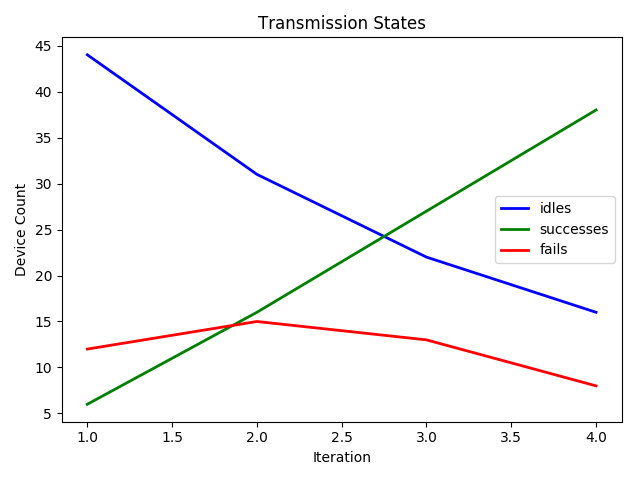 Transmission States
Device Count
45
40
35
30
25
20
15
10
5
idles
successes
fails
1.0 1.5 2.0 2.5 3.0 3.5 4.0
Iteration